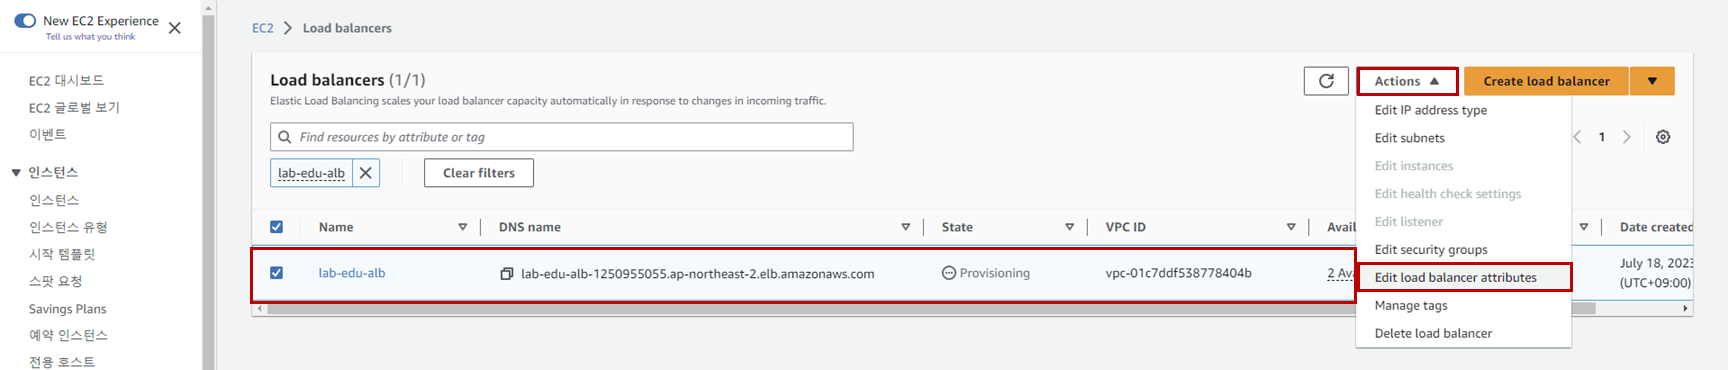 New EC2 Experience
Tell us what you think
EC2 대시보드
EC2 글로벌 보기
이벤트
인스턴스
인스턴스
인스턴스 유형
시작 템플릿
스팟 요청
Savings Plans
예약 인스턴스
전용 호스트
EC2 > Load balancers
Load balancers (1/1)
Elastic Load Balancing scales your load balancer capacity automatically in response to changes in incoming traffic.
Actions
Create load balancer
Find resources by attribute or tag
1
lab-edu-alb
Clear filters
Edit IP address type
Edit subnets
Edit instances
Edit health check settings
Edit listener
Edit security groups
Edit load balancer attributes
Manage tags
Delete load balancer
Name DNS name State VPC ID Avail Date created
lab-edu-alb lab-edu-alb-1250955055.ap-northeast-2.elb.amazonaws.com Provisioning vpc-01c7ddf538778404b 2 Ava July 18, 2023
(UTC+09:00)